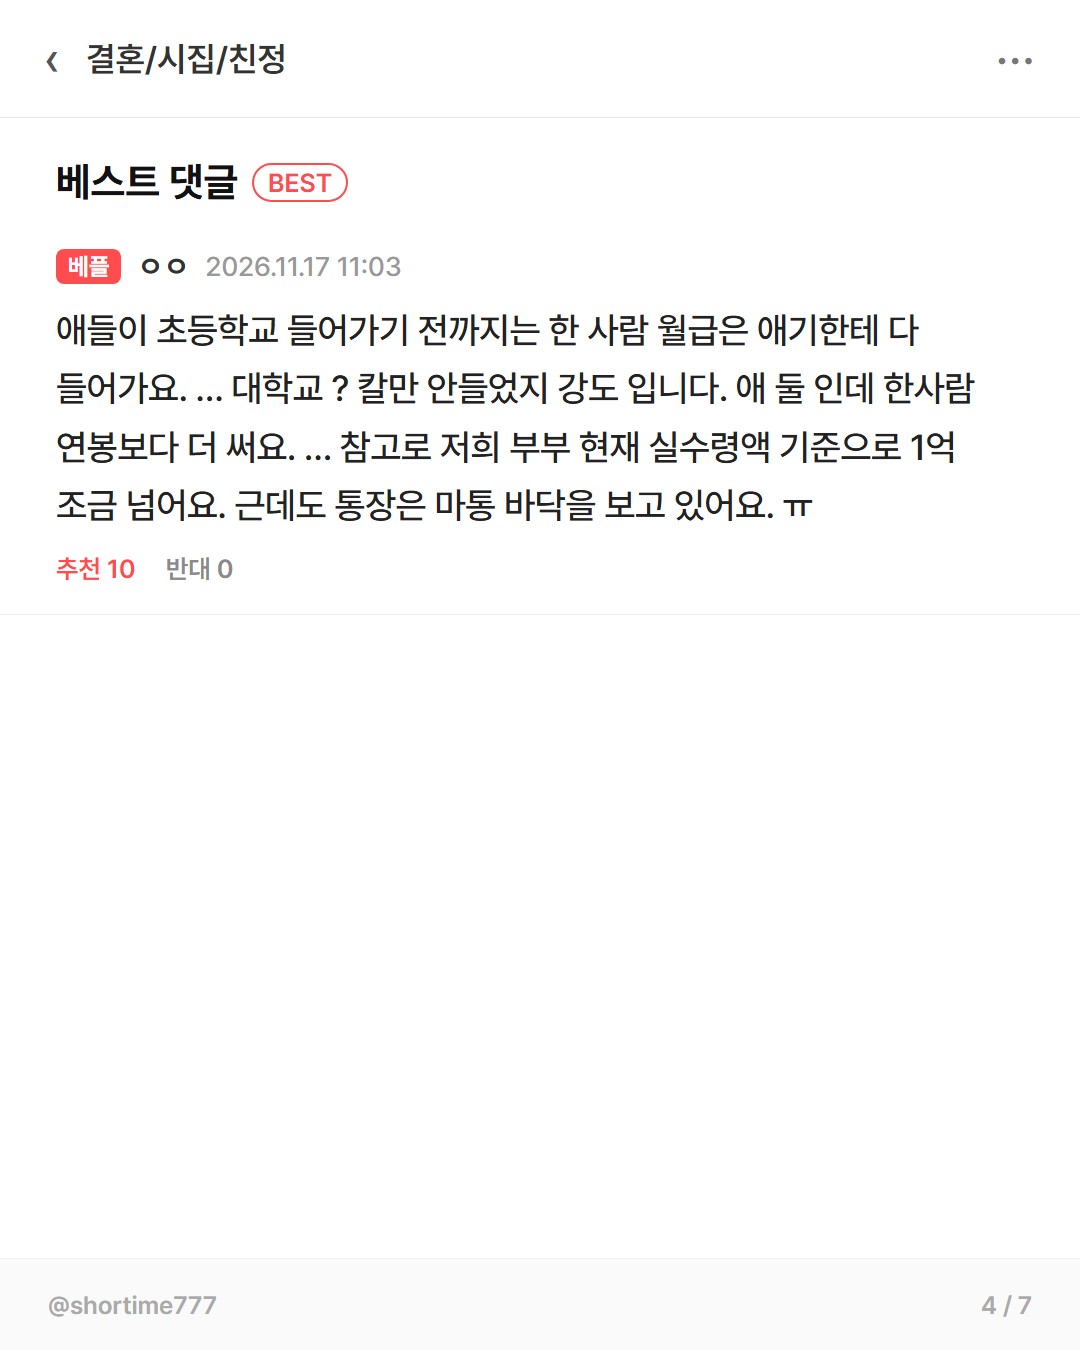 ‹ 결혼/시집/친정 •••
베스트 댓글 BEST
베플 ㅇㅇ 2026.11.17 11:03
애들이 초등학교 들어가기 전까지는 한 사람 월급은 애기한테 다
들어가요. ... 대학교 ? 칼만 안들었지 강도 입니다. 애 둘 인데 한사람
연봉보다 더 써요. ... 참고로 저희 부부 현재 실수령액 기준으로 1억
조금 넘어요. 근데도 통장은 마통 바닥을 보고 있어요. ㅠ
추천 10 반대 0
@shortime777 4 / 7